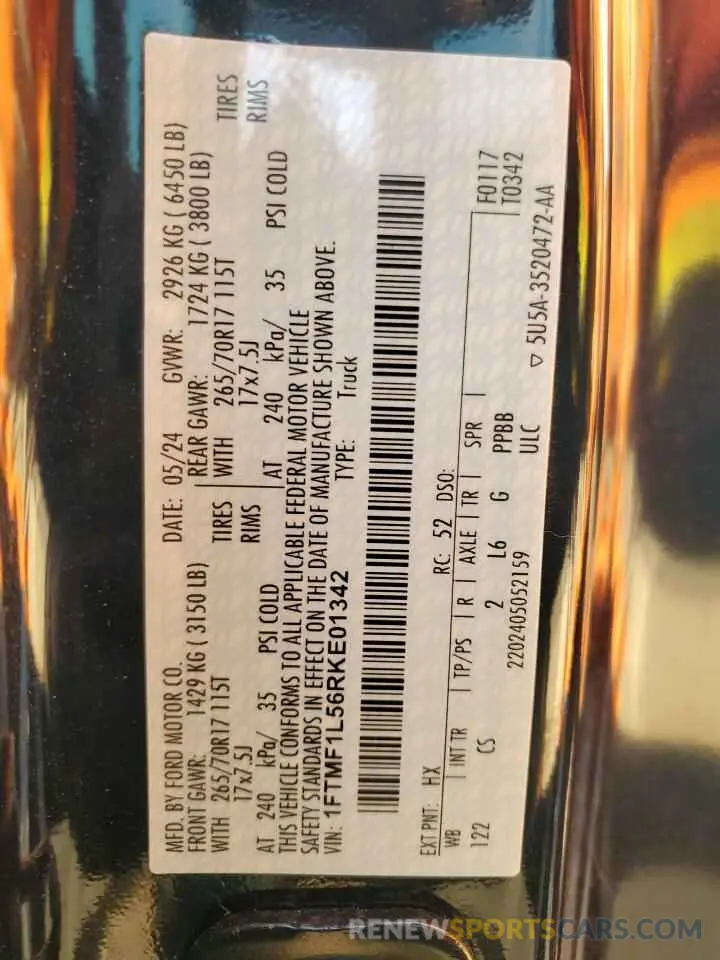 MFD. BY FORD MOTOR CO. DATE: 05/24 GVWR: 2926 KG ( 6450 LB)
FRONT GAWR: 1429 KG ( 3150 LB) REAR GAWR: 1724 KG ( 3800 LB)
WITH 265/70R17 115T TIRES WITH 265/70R17 115T TIRES
17x7.5J RIMS 17x7.5J RIMS
AT 240 kPa/ 35 PSI COLD AT 240 kPa/ 35 PSI COLD
THIS VEHICLE CONFORMS TO ALL APPLICABLE FEDERAL MOTOR VEHICLE
SAFETY STANDARDS IN EFFECT ON THE DATE OF MANUFACTURE SHOWN ABOVE.
VIN: 1FTMF1L56RKE01342 TYPE: Truck
EXT PNT: HX RC: 52 DSO: F0117
WB INT TR TP/PS R AXLE TR SPR T0342
122 CS 2 L6 G PPBB
ULC
2202405052159 ▽ 5U5A-3520472-AA
RENEWSPORTSCARS.COM